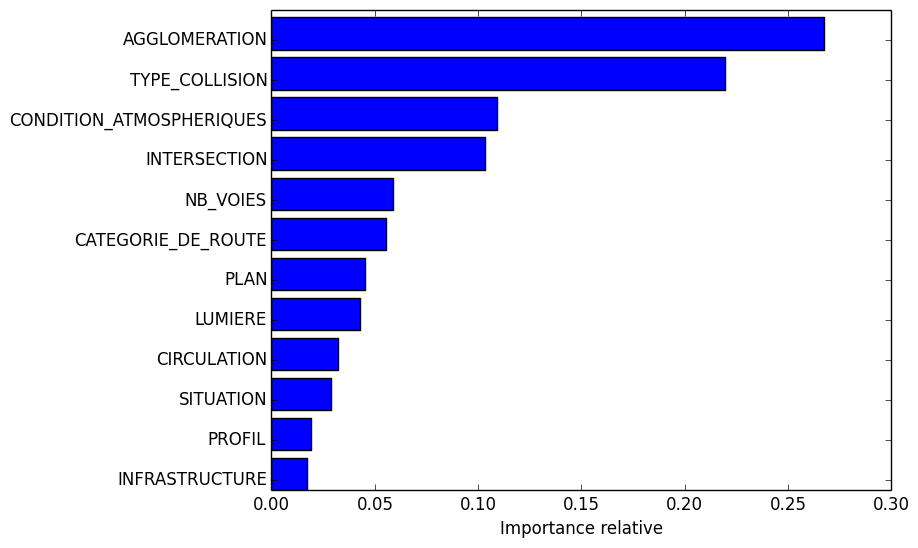 AGGLOMERATION
TYPE_COLLISION
CONDITION_ATMOSPHERIQUES
INTERSECTION
NB_VOIES
CATEGORIE_DE_ROUTE
PLAN
LUMIERE
CIRCULATION
SITUATION
PROFIL
INFRASTRUCTURE
0.00 0.05 0.10 0.15 0.20 0.25 0.30
Importance relative